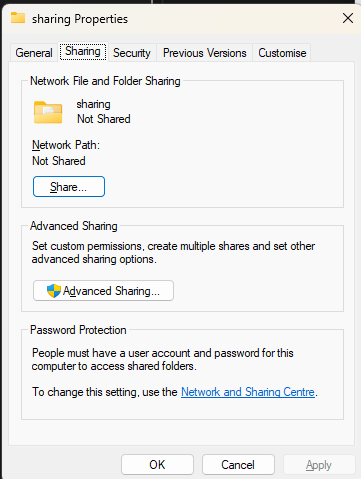 sharing Properties
General Sharing Security Previous Versions Customise
Network File and Folder Sharing
sharing
Not Shared
Network Path:
Not Shared
Share...
Advanced Sharing
Set custom permissions, create multiple shares and set other
advanced sharing options.
Advanced Sharing...
Password Protection
People must have a user account and password for this
computer to access shared folders.
To change this setting, use the Network and Sharing Centre.
OK Cancel Apply